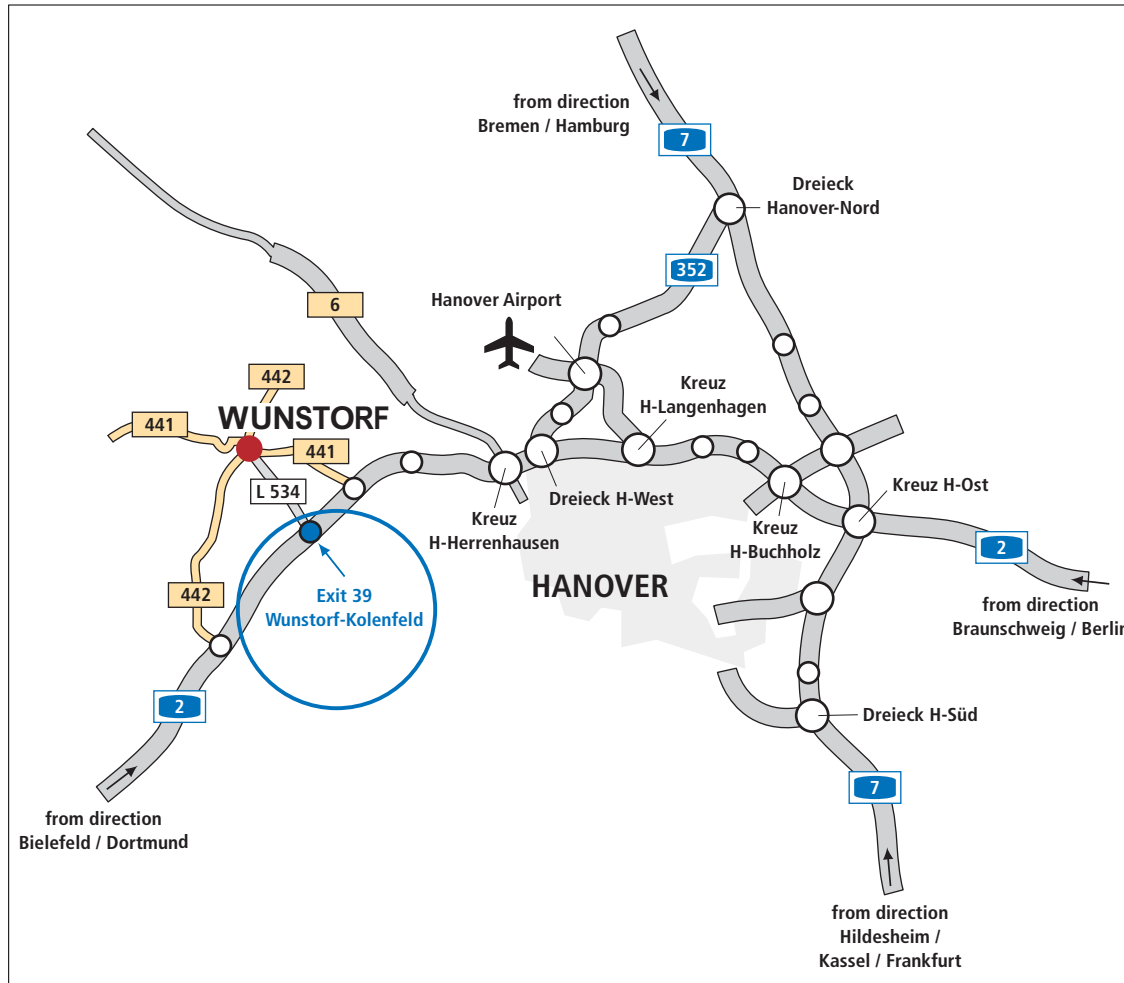 from direction
Bremen / Hamburg
7
Dreieck
Hanover-Nord
352
Hanover Airport
6
442
WUNSTORF
441
441
Kreuz
H-Langenhagen
L 534
Dreieck H-West
Kreuz
H-Herrenhausen
Kreuz
H-Buchholz
Kreuz H-Ost
2
from direction
Braunschweig / Berlin
HANOVER
Exit 39
Wunstorf-Kolenfeld
442
2
Dreieck H-Süd
7
from direction
Bielefeld / Dortmund
from direction
Hildesheim /
Kassel / Frankfurt